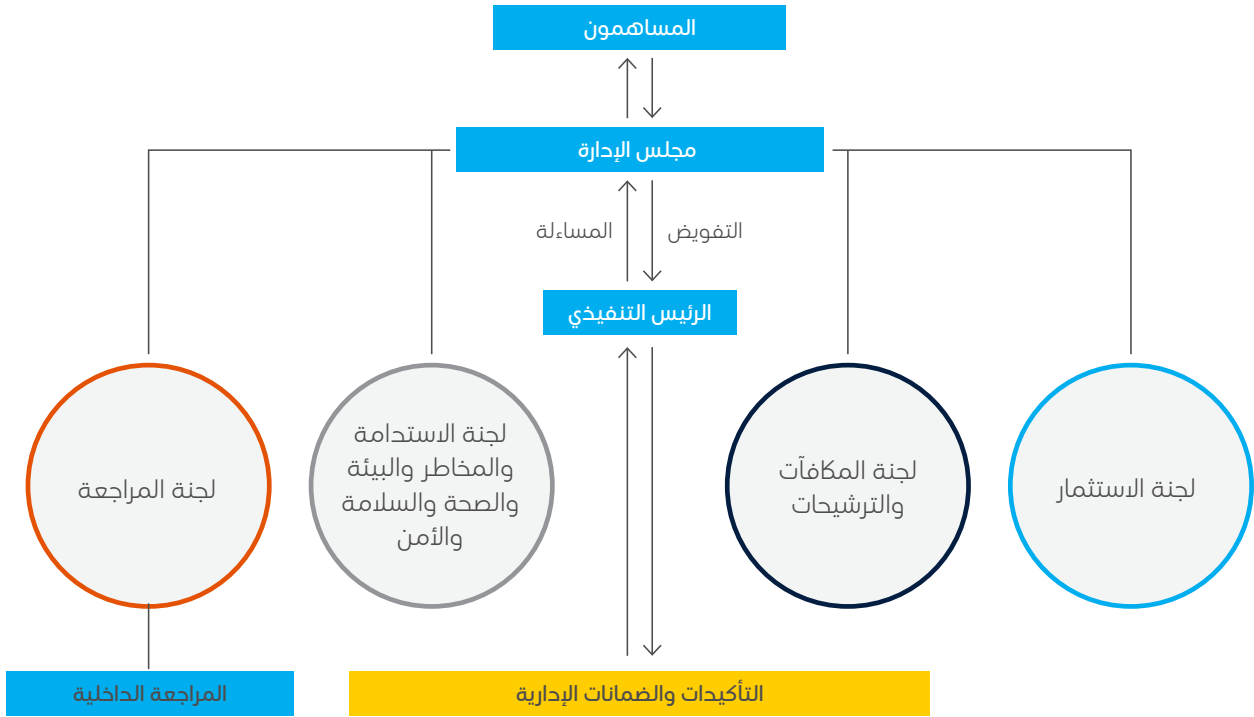 المساهمون
مجلس الإدارة
التفويض
المساءلة
الرئيس التنفيذي
لجنة الاستثمار
لجنة المكافآت
والترشيحات
لجنة الاستدامة
والمخاطر والبيئة
والصحة والسلامة
والأمن
لجنة المراجعة
التأكيدات والضمانات الإدارية
المراجعة الداخلية